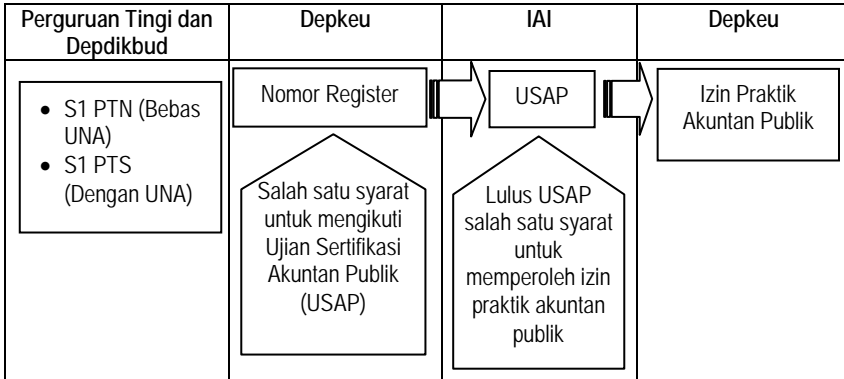 Perguruan Tingi dan
Depdikbud
Depkeu
IAI
Depkeu
• S1 PTN (Bebas
UNA)
• S1 PTS
(Dengan UNA)
Nomor Register
USAP
Izin Praktik
Akuntan Publik
Salah satu syarat
untuk mengikuti
Ujian Sertifikasi
Akuntan Publik
(USAP)
Lulus USAP
salah satu syarat
untuk
memperoleh izin
praktik akuntan
publik